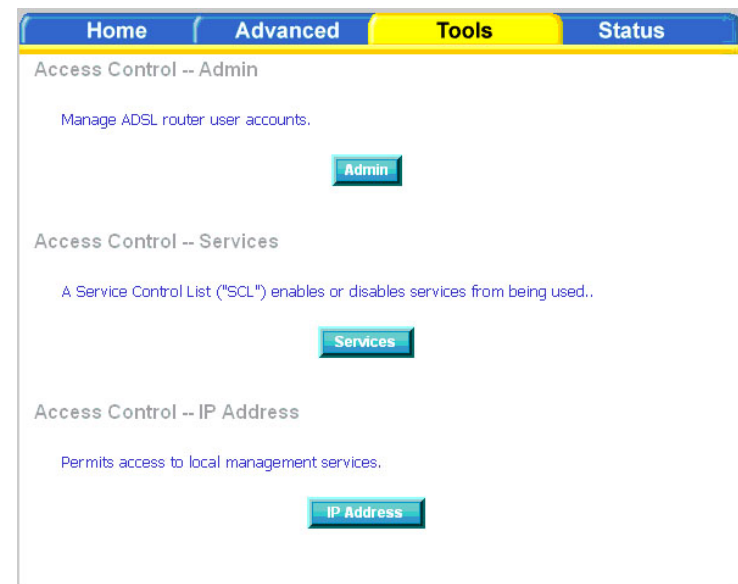 Home Advanced Tools Status
Access Control -- Admin
Manage ADSL router user accounts.
Admin
Access Control -- Services
A Service Control List ("SCL") enables or disables services from being used..
Services
Access Control -- IP Address
Permits access to local management services.
IP Address